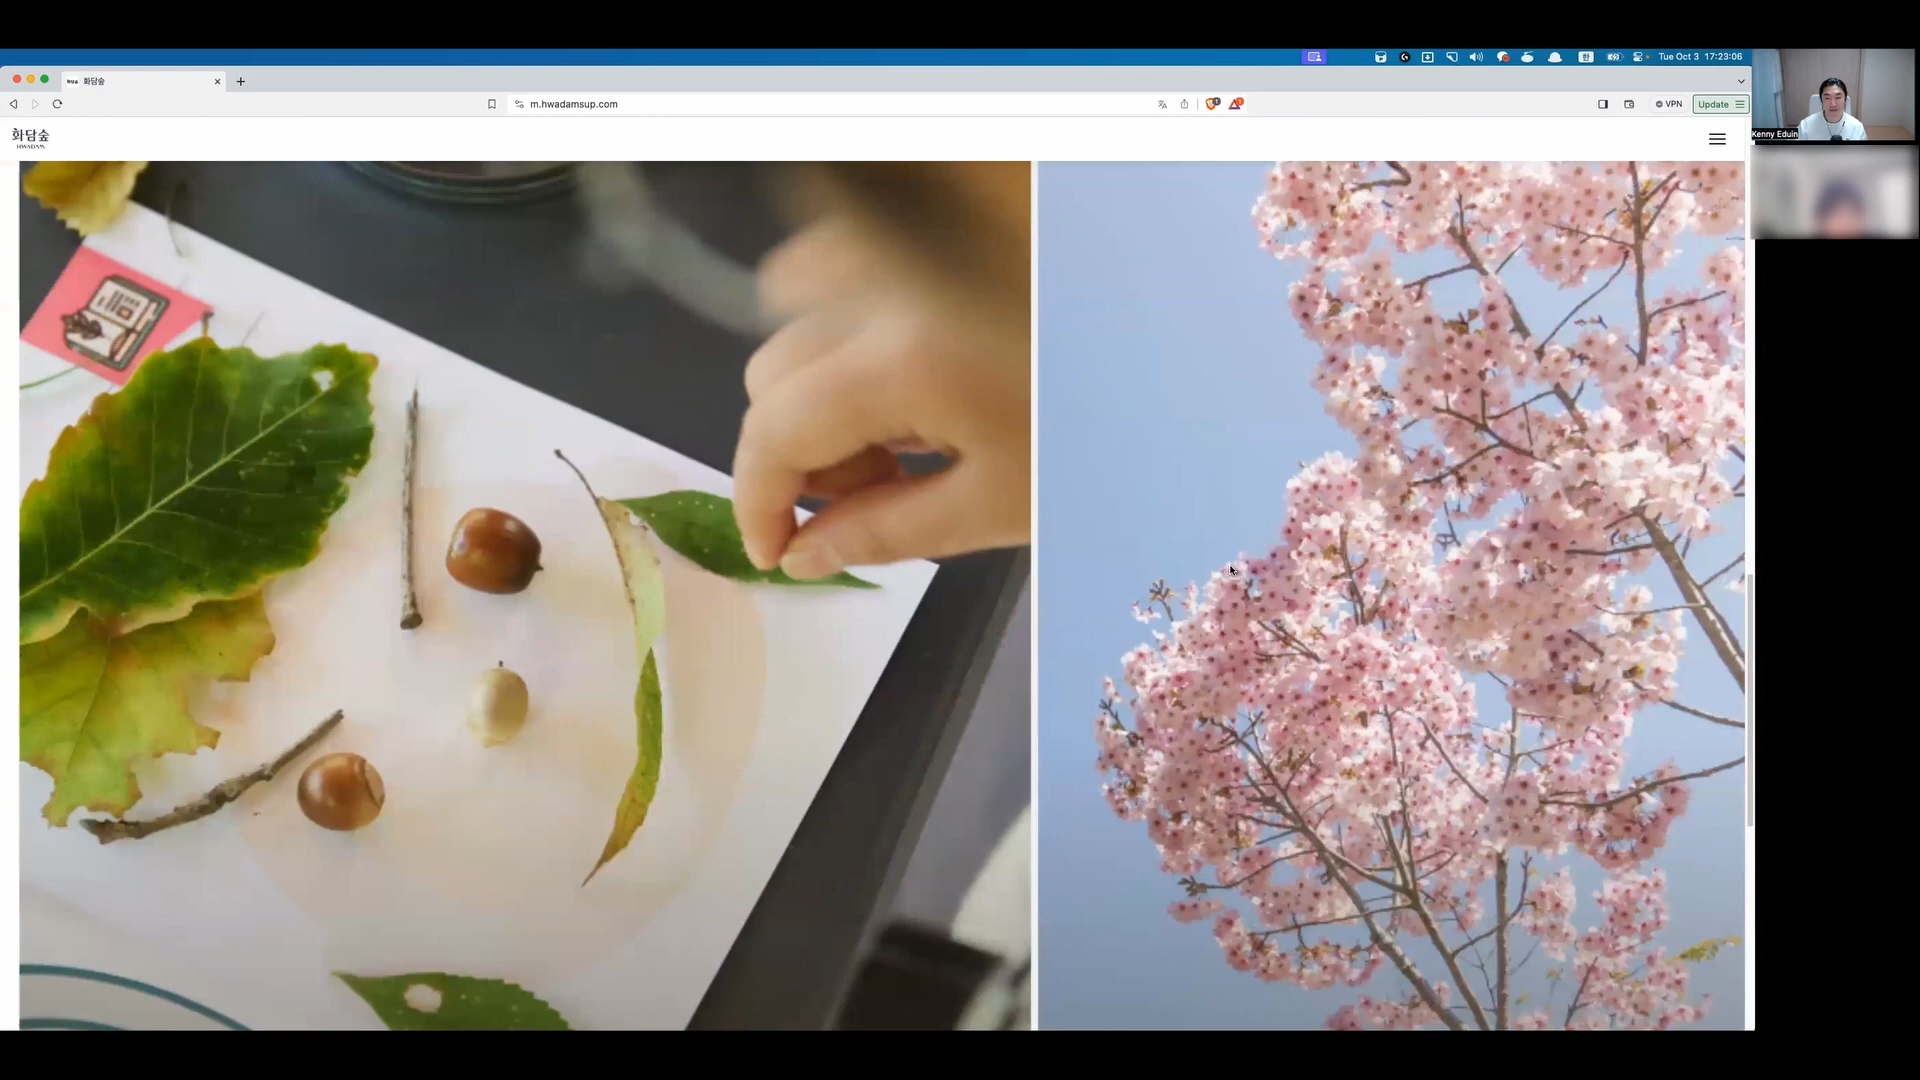 Tue Oct 3 17:23:06
화담숲
m.hwadamsup.com
VPN
Update
화담숲
HWADAM
Kenny Eduin